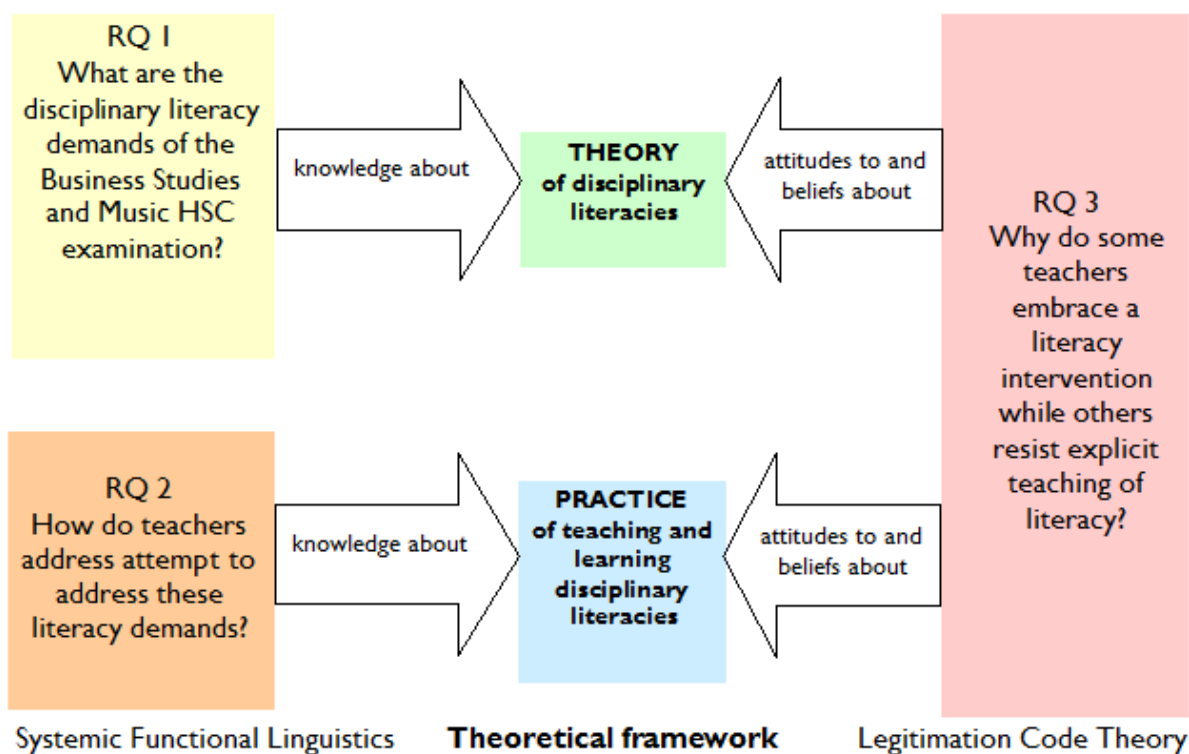 RQ 1
What are the
disciplinary literacy
demands of the
Business Studies
and Music HSC
examination?
knowledge about
THEORY
of disciplinary
literacies
attitudes to and
beliefs about
RQ 3
Why do some
teachers
embrace a
literacy
intervention
while others
resist explicit
teaching of
literacy?
RQ 2
How do teachers
address attempt to
address these
literacy demands?
knowledge about
PRACTICE
of teaching and
learning
disciplinary
literacies
attitudes to and
beliefs about
Systemic Functional Linguistics
Theoretical framework
Legitimation Code Theory